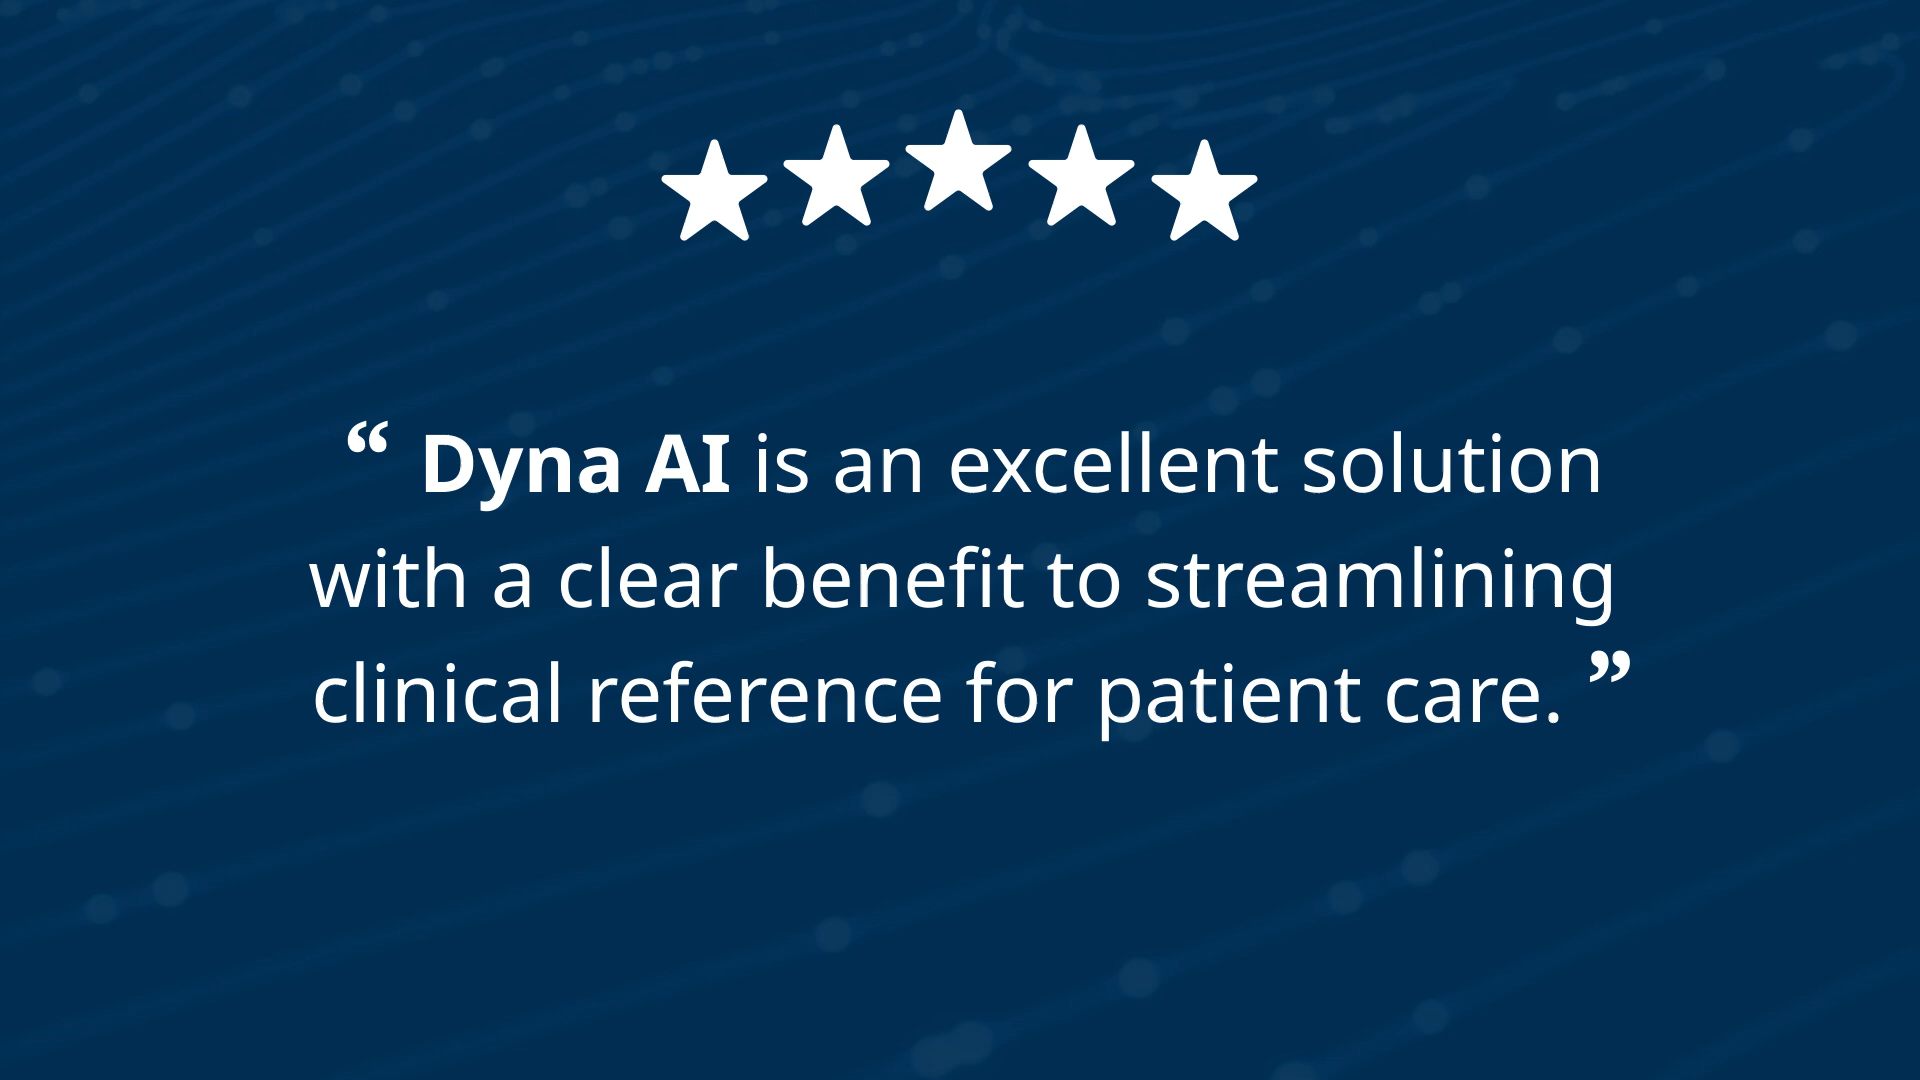 “ Dyna AI is an excellent solution
with a clear benefit to streamlining
clinical reference for patient care. ”